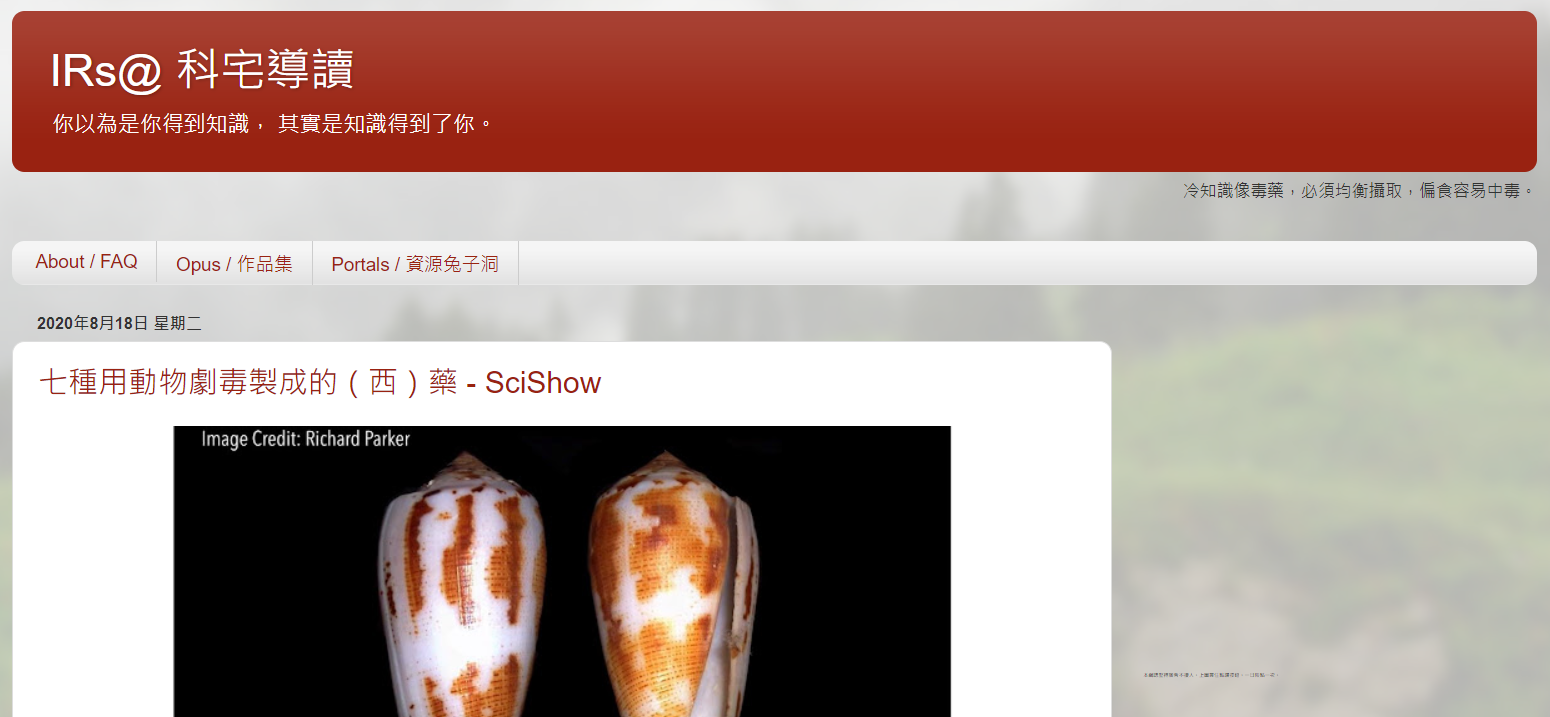 IRs@ 科宅導讀
你以為是你得到知識， 其實是知識得到了你。
冷知識像毒藥，必須均衡攝取，偏食容易中毒。
About / FAQ
Opus / 作品集
Portals / 資源兔子洞
2020年8月18日 星期二
七種用動物劇毒製成的（西）藥 - SciShow
Image Credit: Richard Parker